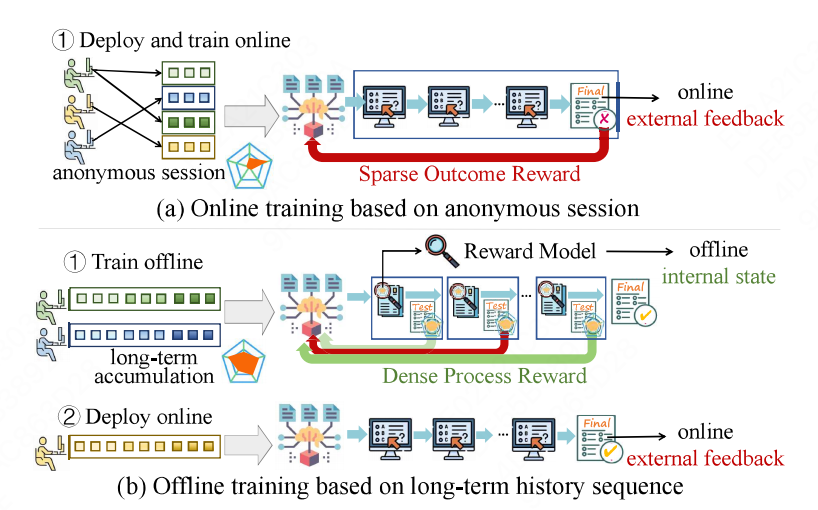 ① Deploy and train online
Final
online
external feedback
anonymous session
Sparse Outcome Reward
(a) Online training based on anonymous session
① Train offline
Reward Model
offline
internal state
Test
Test
...
Test
Final
long-term
accumulation
Dense Process Reward
② Deploy online
Final
online
external feedback
(b) Offline training based on long-term history sequence